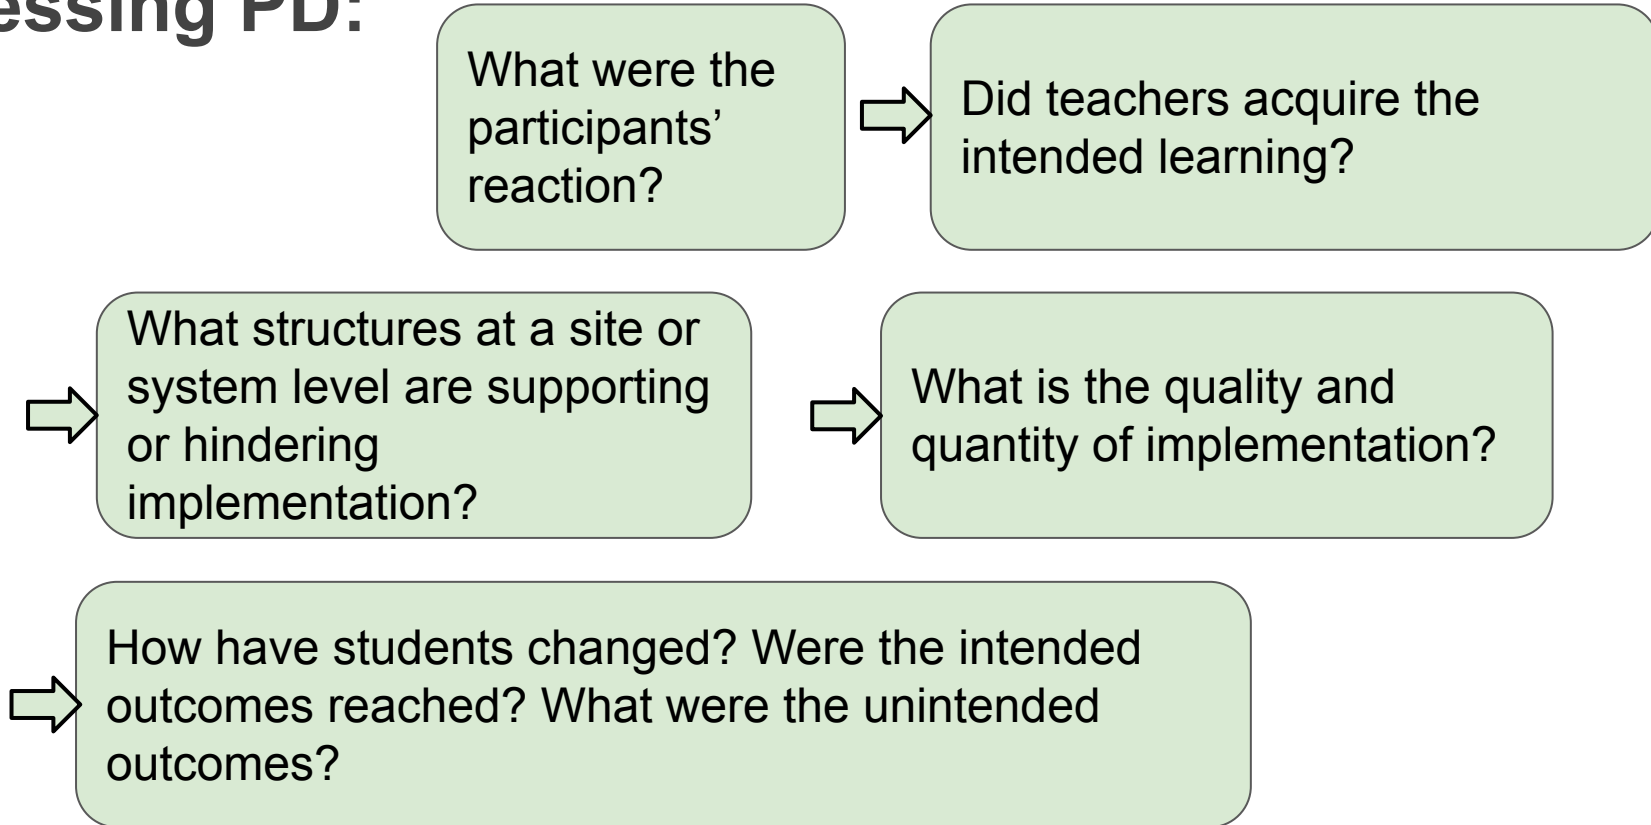 essing PD:
What were the
participants’
reaction?
Did teachers acquire the
intended learning?
What structures at a site or
system level are supporting
or hindering
implementation?
What is the quality and
quantity of implementation?
How have students changed? Were the intended
outcomes reached? What were the unintended
outcomes?